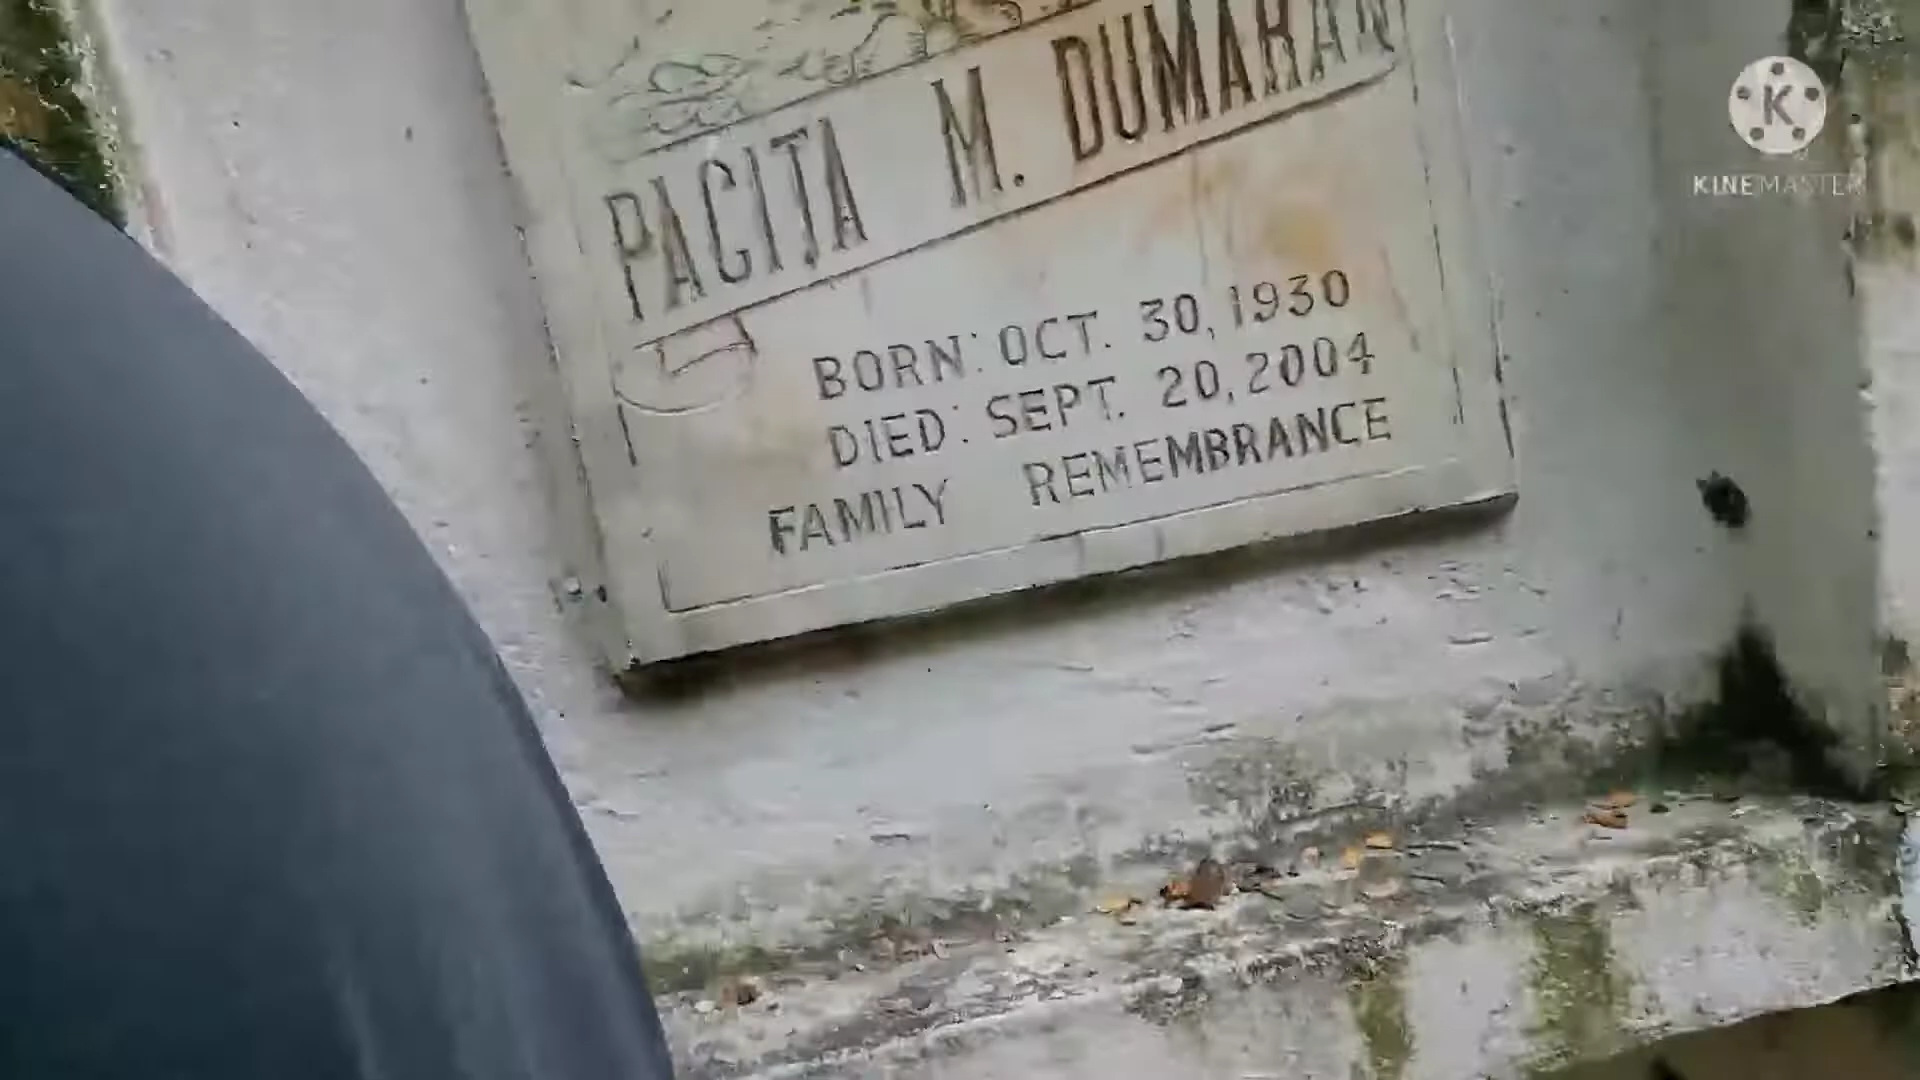 PACITA M. DUMARAN
BORN: OCT. 30, 1930
DIED: SEPT. 20, 2004
FAMILY REMEMBRANCE
K
KINEMASTER